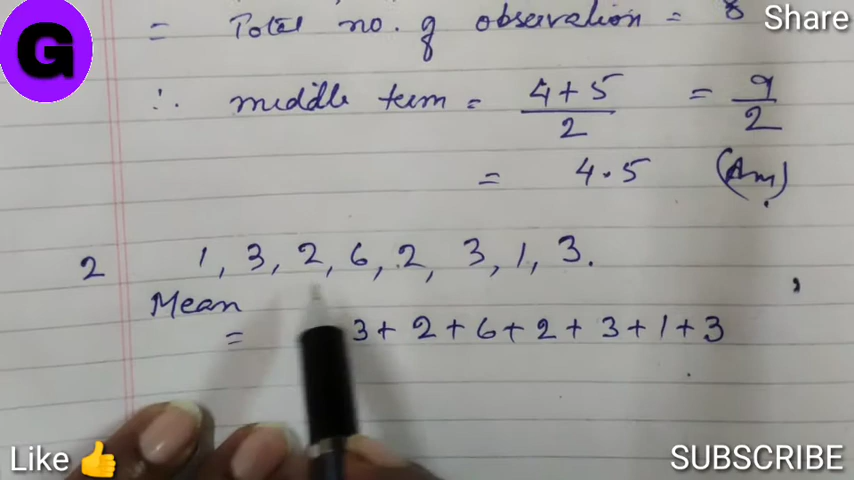 G
Share
= Total no. of observation = 8
∴ middle term = 4+5/2 = 9/2
= 4.5 (Ans)
2 1, 3, 2, 6, 2, 3, 1, 3.
Mean
= 3+2+6+2+3+1+3
Like 👍
SUBSCRIBE